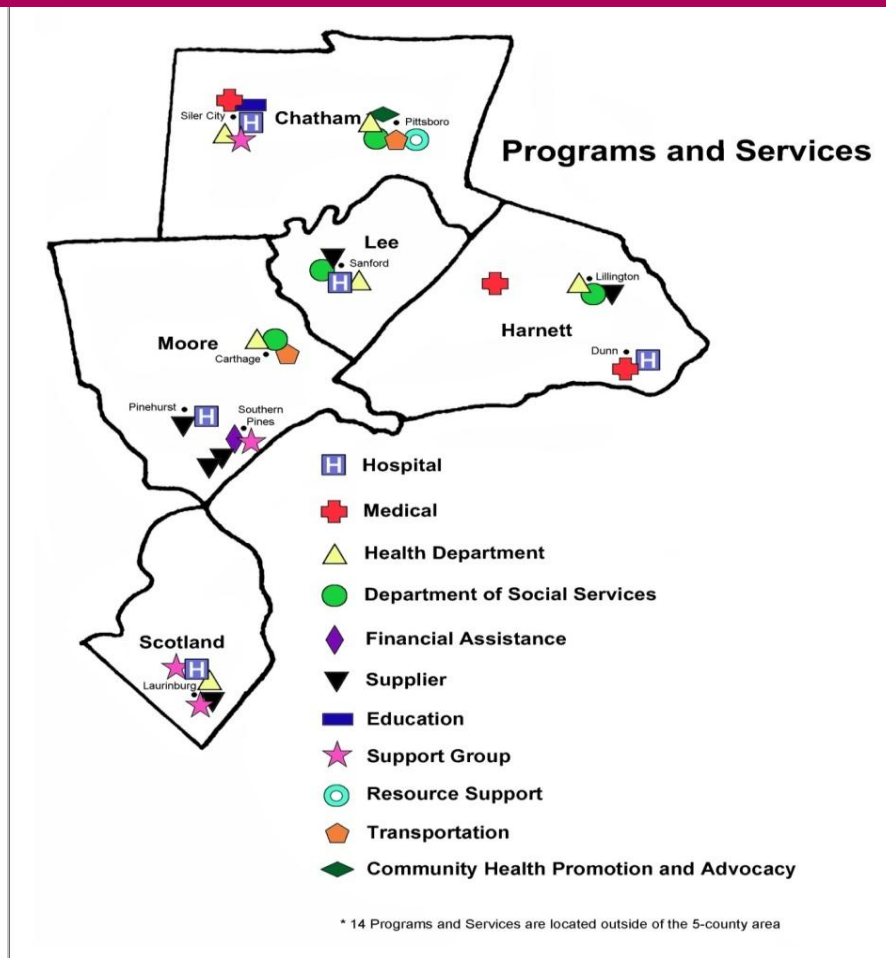 Programs and Services
Siler City
H
Chatham
Pittsboro
Lee
Sanford
H
Lillington
Harnett
Dunn
H
Moore
Carthage
Pinehurst
H
Southern
Pines
Scotland
H
Laurinburg
H Hospital
Medical
Health Department
Department of Social Services
Financial Assistance
Supplier
Education
Support Group
Resource Support
Transportation
Community Health Promotion and Advocacy
* 14 Programs and Services are located outside of the 5-county area